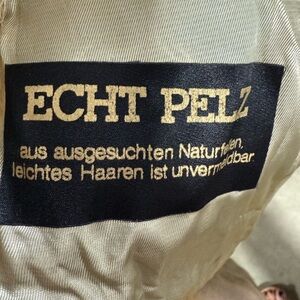 ECHT PELZ
aus ausgesuchten Naturfellen,
leichtes Haaren ist unvermeidbar.